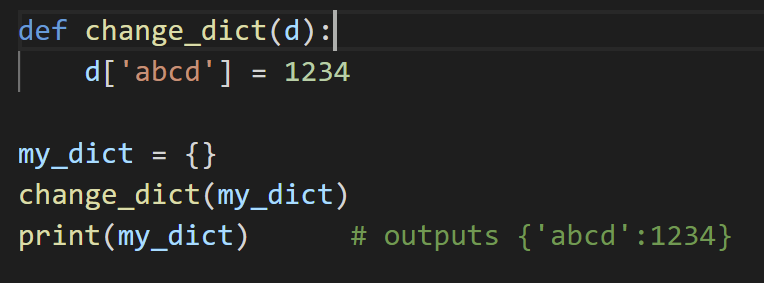 def change_dict(d):
    d['abcd'] = 1234

my_dict = {}
change_dict(my_dict)
print(my_dict)      # outputs {'abcd':1234}